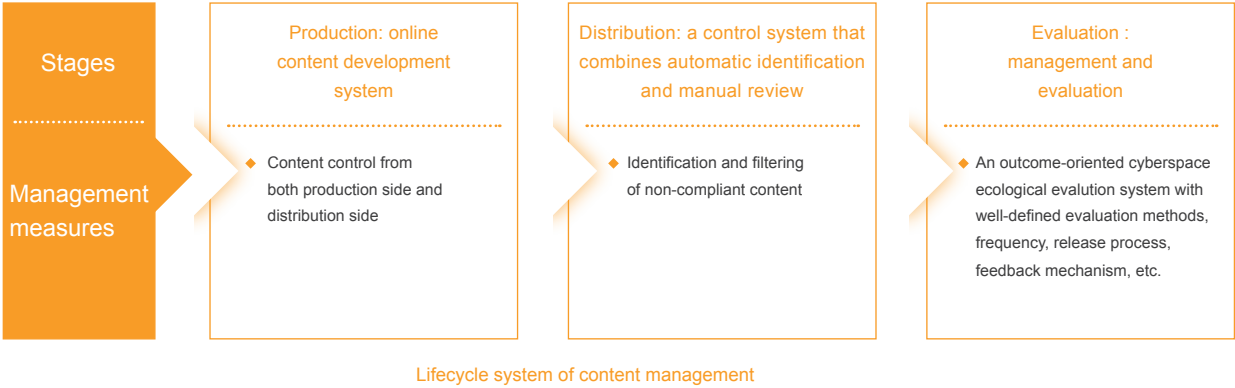 Stages
Management
measures
Production: online
content development
system
Content control from
both production side and
distribution side
Distribution: a control system that
combines automatic identification
and manual review
Identification and filtering
of non-compliant content
Evaluation :
management and
evaluation
An outcome-oriented cyberspace
ecological evalution system with
well-defined evaluation methods,
frequency, release process,
feedback mechanism, etc.
Lifecycle system of content management